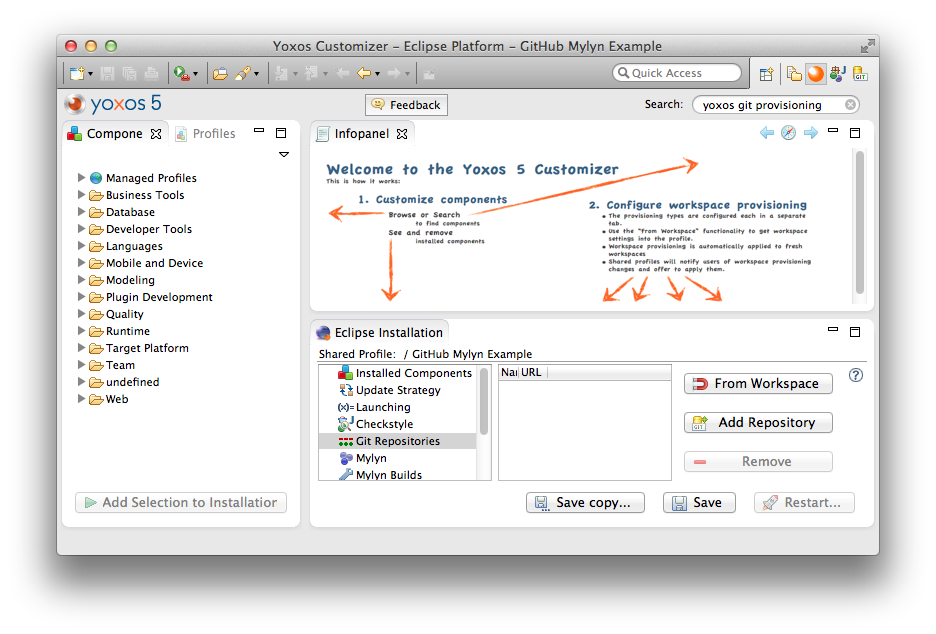 Yoxos Customizer – Eclipse Platform – GitHub Mylyn Example
Quick Access
GIT
yoxos 5
Feedback
Search:
yoxos git provisioning
Compone
Profiles
Managed Profiles
Business Tools
Database
Developer Tools
Languages
Mobile and Device
Modeling
Plugin Development
Quality
Runtime
Target Platform
Team
undefined
Web
Add Selection to Installation
Infopanel
Welcome to the Yoxos 5 Customizer
This is how it works:
1. Customize components
Browse or Search
to find components
See and remove
installed components
2. Configure workspace provisioning
• The provisioning types are configured each in a separate
tab.
• Use the "From Workspace" functionality to get workspace
settings into the profile.
• Workspace provisioning is automatically applied to fresh
workspaces
• Shared profiles will notify users of workspace provisioning
changes and offer to apply them.
Eclipse Installation
Shared Profile: / GitHub Mylyn Example
Installed Components
Update Strategy
(x)= Launching
Checkstyle
Git Repositories
Mylyn
Mylyn Builds
Nai URL
From Workspace
GIT Add Repository
Remove
?
Save copy...
Save
Restart...